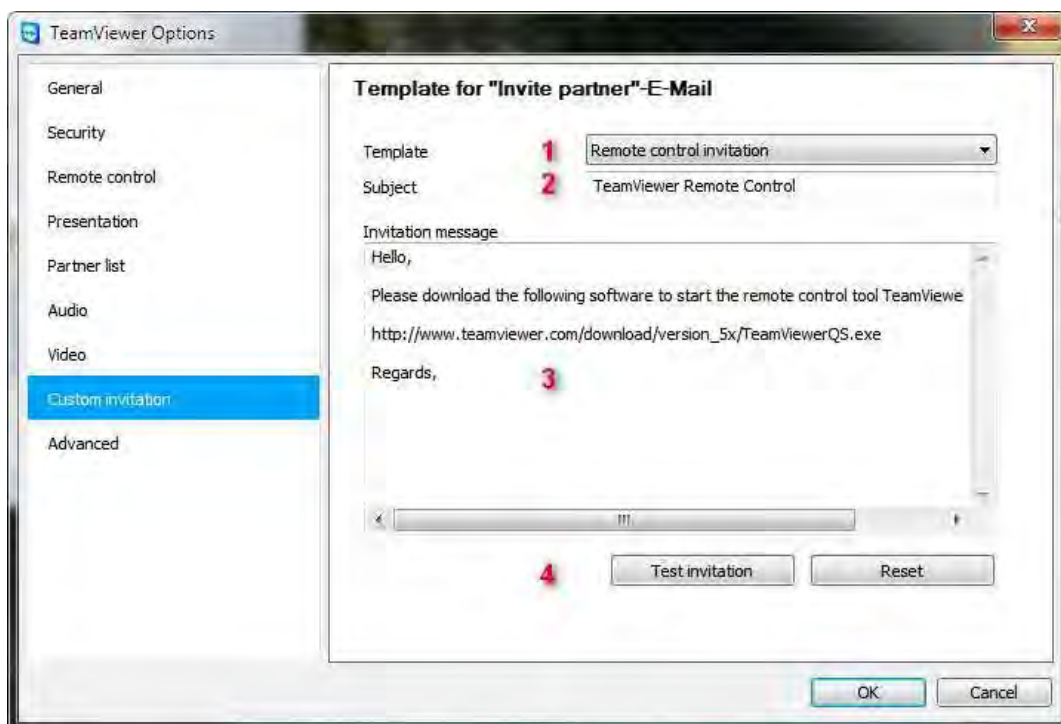 TeamViewer Options
General
Security
Remote control
Presentation
Partner list
Audio
Video
Custom invitation
Advanced
Template for "Invite partner"-E-Mail
Template 1 Remote control invitation
Subject 2 TeamViewer Remote Control
Invitation message
Hello,
Please download the following software to start the remote control tool TeamViewe
http://www.teamviewer.com/download/version_5x/TeamViewerQS.exe
Regards,
3
4 Test invitation Reset
OK Cancel